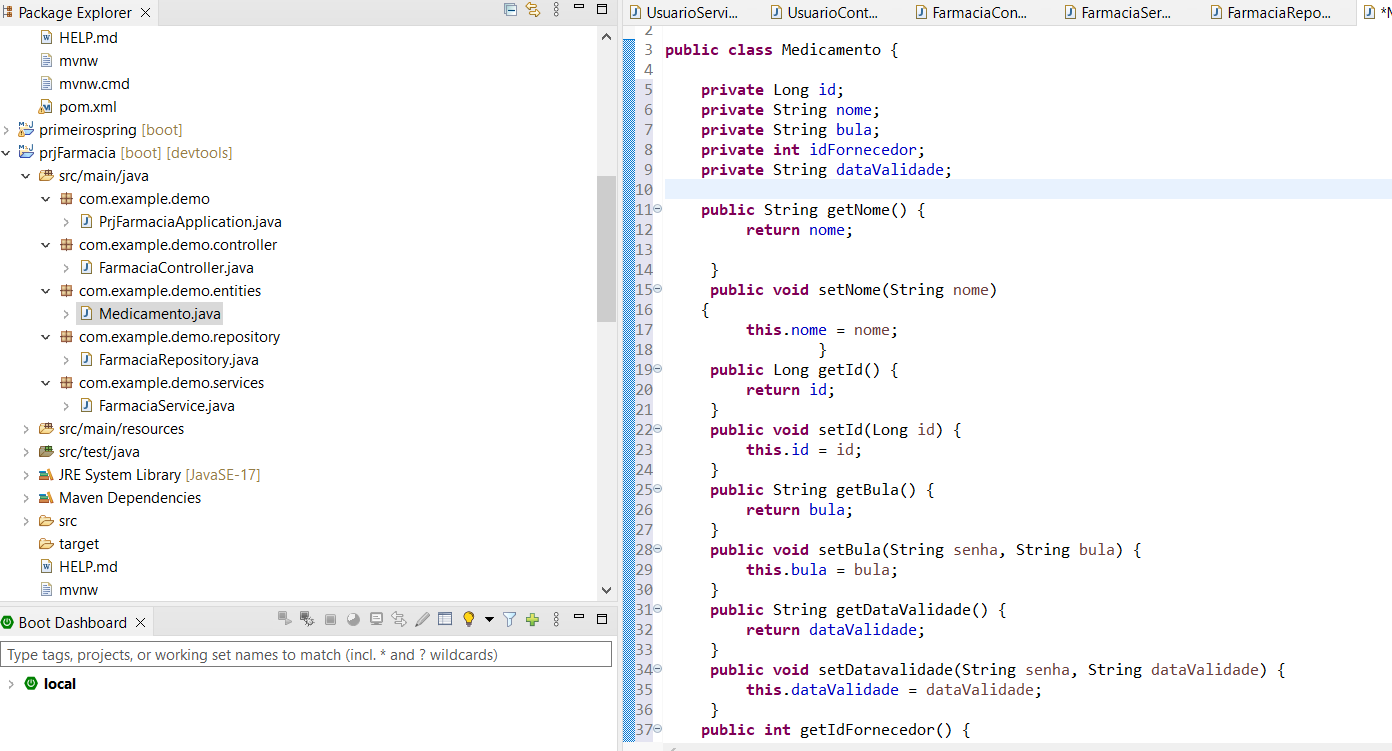 Package Explorer
HELP.md
mvnw
mvnw.cmd
pom.xml
primeirospring [boot]
prjFarmacia [boot] [devtools]
src/main/java
com.example.demo
PrjFarmaciaApplication.java
com.example.demo.controller
FarmaciaController.java
com.example.demo.entities
Medicamento.java
com.example.demo.repository
FarmaciaRepository.java
com.example.demo.services
FarmaciaService.java
src/main/resources
src/test/java
JRE System Library [JavaSE-17]
Maven Dependencies
src
target
HELP.md
mvnw
Boot Dashboard
Type tags, projects, or working set names to match (incl. * and ? wildcards)
local
UsuarioServi... UsuarioCont... FarmaciaCon... FarmaciaSer... FarmaciaRepo...
2
3 public class Medicamento {
4
5 private Long id;
6 private String nome;
7 private String bula;
8 private int idFornecedor;
9 private String dataValidade;
10
11 public String getNome() {
12 return nome;
13
14 }
15 public void setNome(String nome)
16 {
17 this.nome = nome;
18 }
19 public Long getId() {
20 return id;
21 }
22 public void setId(Long id) {
23 this.id = id;
24 }
25 public String getBula() {
26 return bula;
27 }
28 public void setBula(String senha, String bula) {
29 this.bula = bula;
30 }
31 public String getDataValidade() {
32 return dataValidade;
33 }
34 public void setDatavalidade(String senha, String dataValidade) {
35 this.dataValidade = dataValidade;
36 }
37 public int getIdFornecedor() {